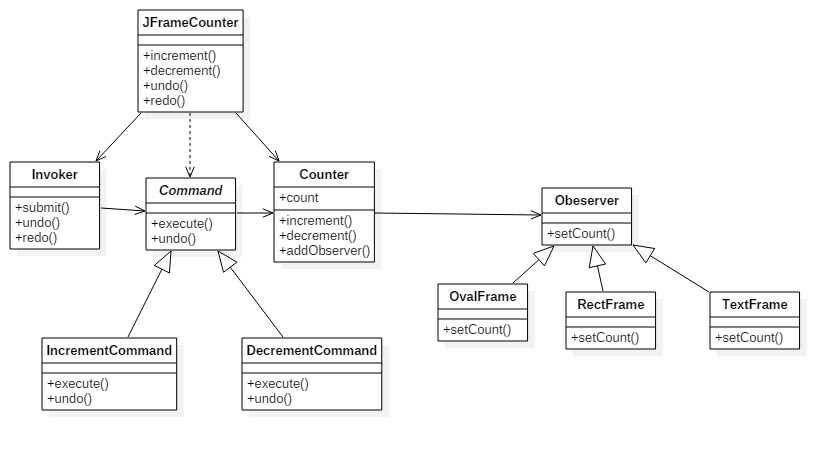 JFrameCounter
+increment()
+decrement()
+undo()
+redo()
Invoker
+submit()
+undo()
+redo()
Command
+execute()
+undo()
Counter
+count
+increment()
+decrement()
+addObserver()
Obeserver
+setCount()
OvalFrame
+setCount()
RectFrame
+setCount()
TextFrame
+setCount()
IncrementCommand
+execute()
+undo()
DecrementCommand
+execute()
+undo()